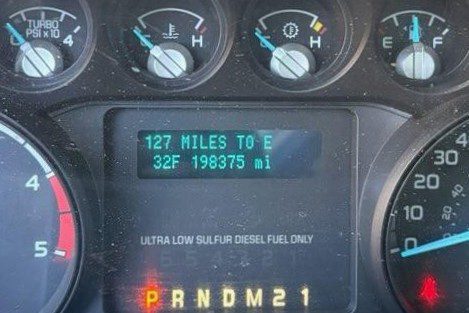 TURBO
PSI x 10
0 4
C H
C H
E F
127 MILES TO E
32F 198375 mi
4
5
ULTRA LOW SULFUR DIESEL FUEL ONLY
P R N D M 2 1
30
20
10
0